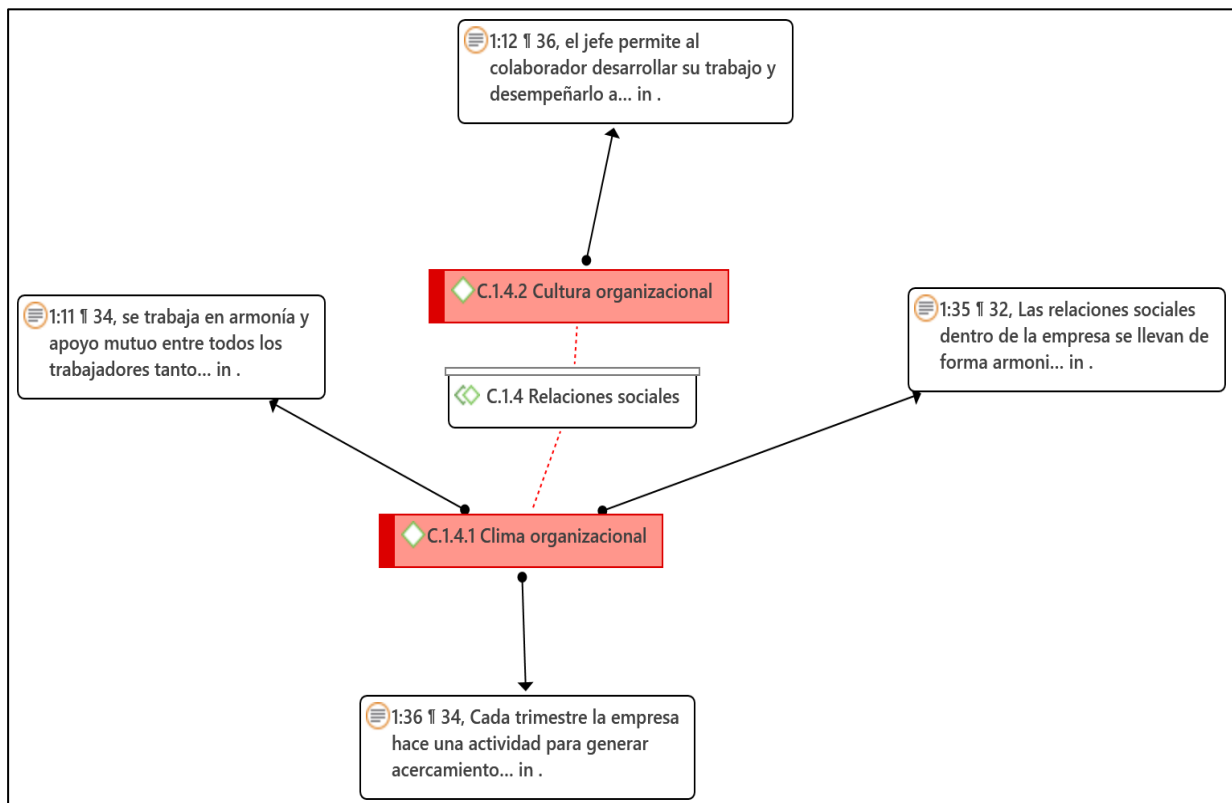 1:12 ¶ 36, el jefe permite al
colaborador desarrollar su trabajo y
desempeñarlo a... in .
C.1.4.2 Cultura organizacional
1:11 ¶ 34, se trabaja en armonía y
apoyo mutuo entre todos los
trabajadores tanto... in .
1:35 ¶ 32, Las relaciones sociales
dentro de la empresa se llevan de
forma armoni... in .
C.1.4 Relaciones sociales
C.1.4.1 Clima organizacional
1:36 ¶ 34, Cada trimestre la empresa
hace una actividad para generar
acercamiento... in .